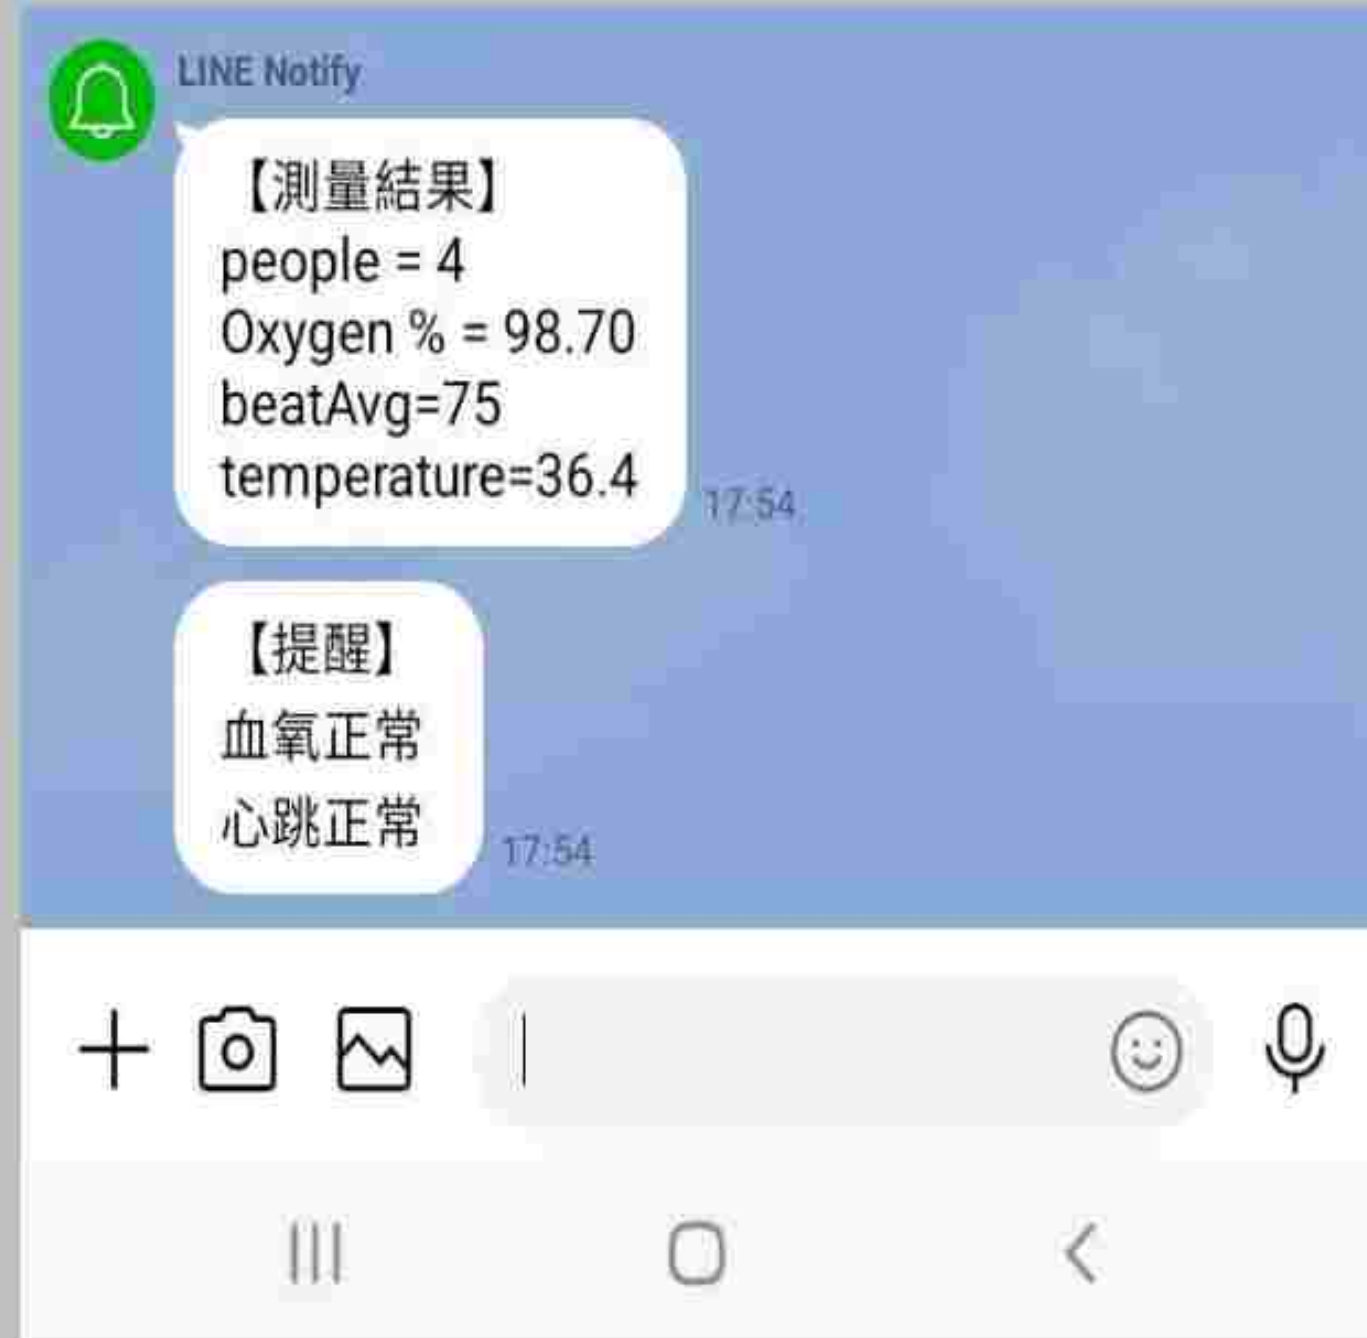 LINE Notify
【測量結果】
people = 4
Oxygen % = 98.70
beatAvg=75
temperature=36.4
17:54
【提醒】
血氧正常
心跳正常
17:54